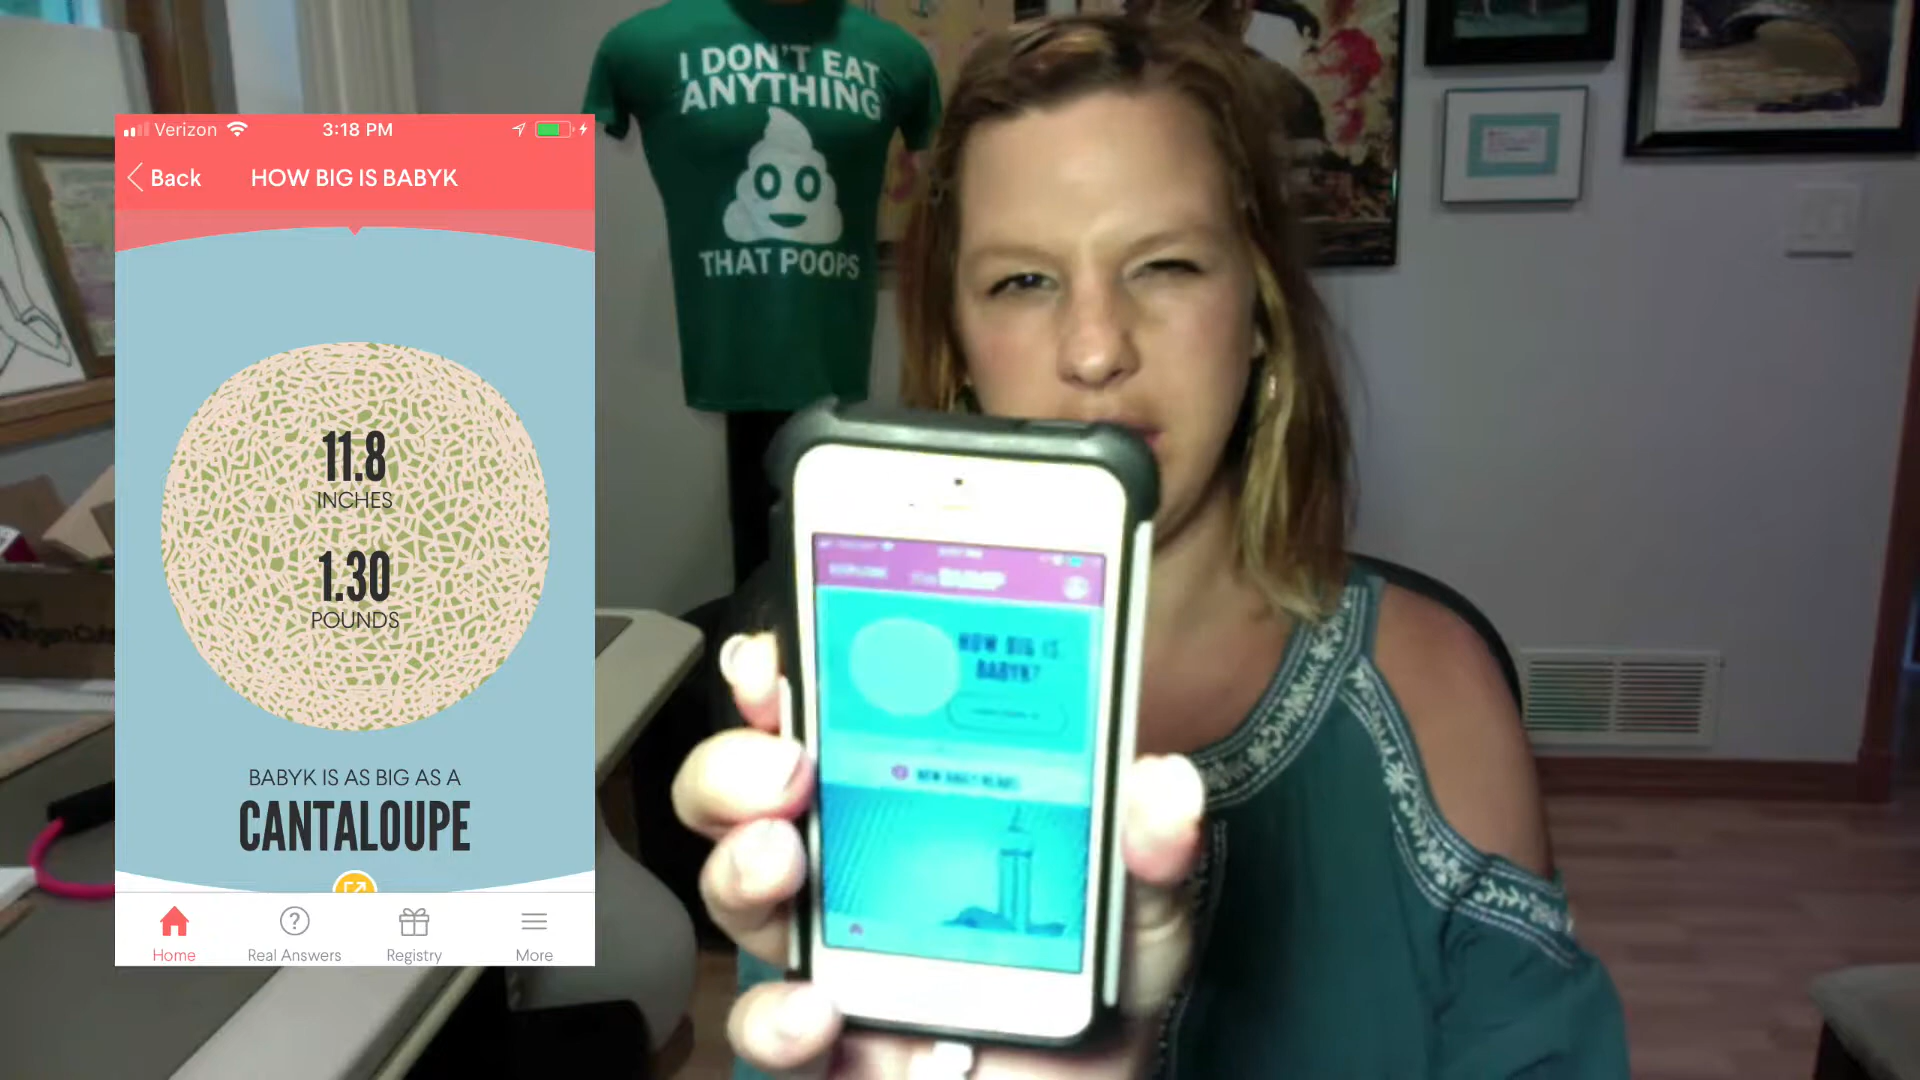 Verizon
3:18 PM
Back
HOW BIG IS BABYK
11.8
INCHES
1.30
POUNDS
BABYK IS AS BIG AS A
CANTALOUPE
Home
Real Answers
Registry
More
I DON'T EAT
ANYTHING
THAT POOPS
HOW BIG IS
BABYK?